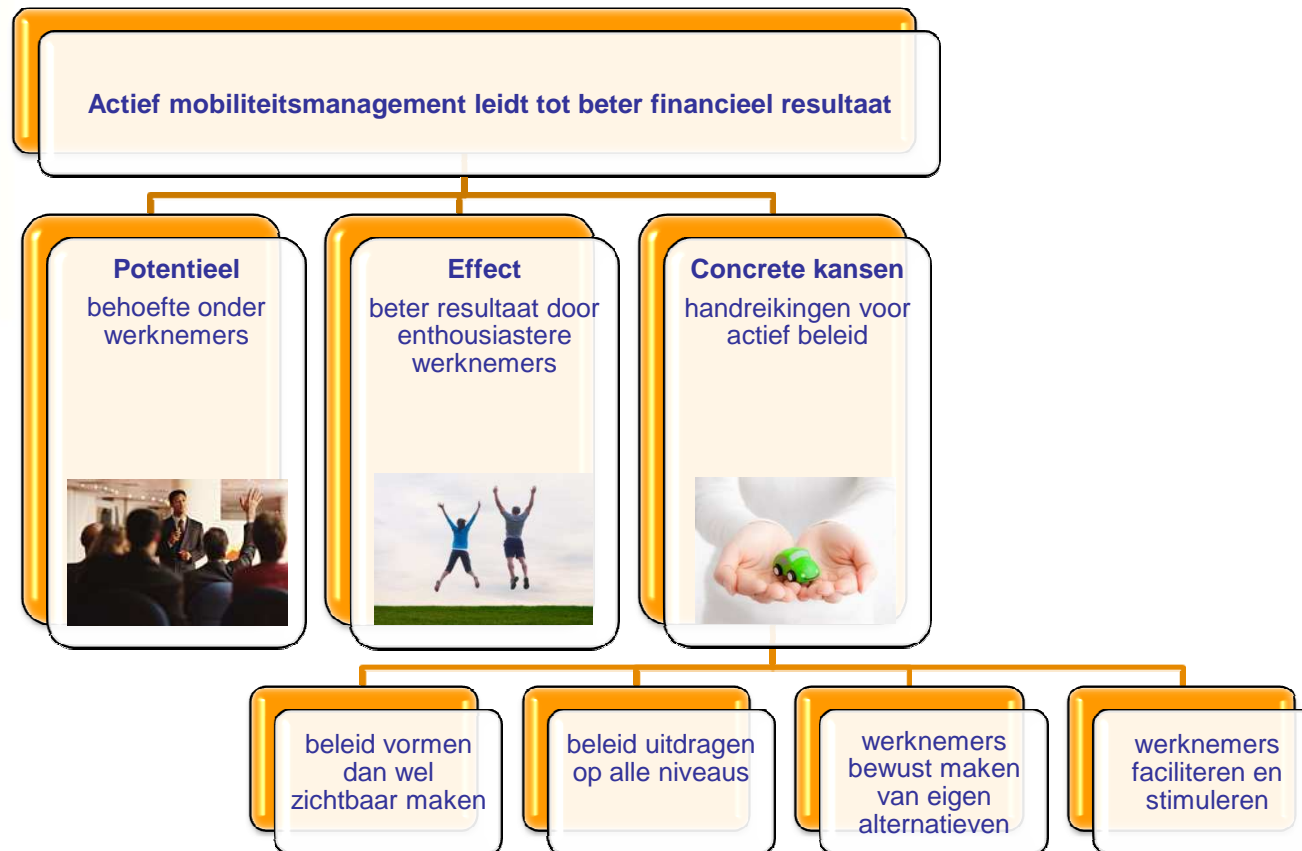 Actief mobiliteitsmanagement leidt tot beter financieel resultaat
Potentieel
behoefte onder
werknemers
Effect
beter resultaat door
enthousiastere
werknemers
Concrete kansen
handreikingen voor
actief beleid
beleid vormen
dan wel
zichtbaar maken
beleid uitdragen
op alle niveaus
werknemers
bewust maken
van eigen
alternatieven
werknemers
faciliteren en
stimuleren